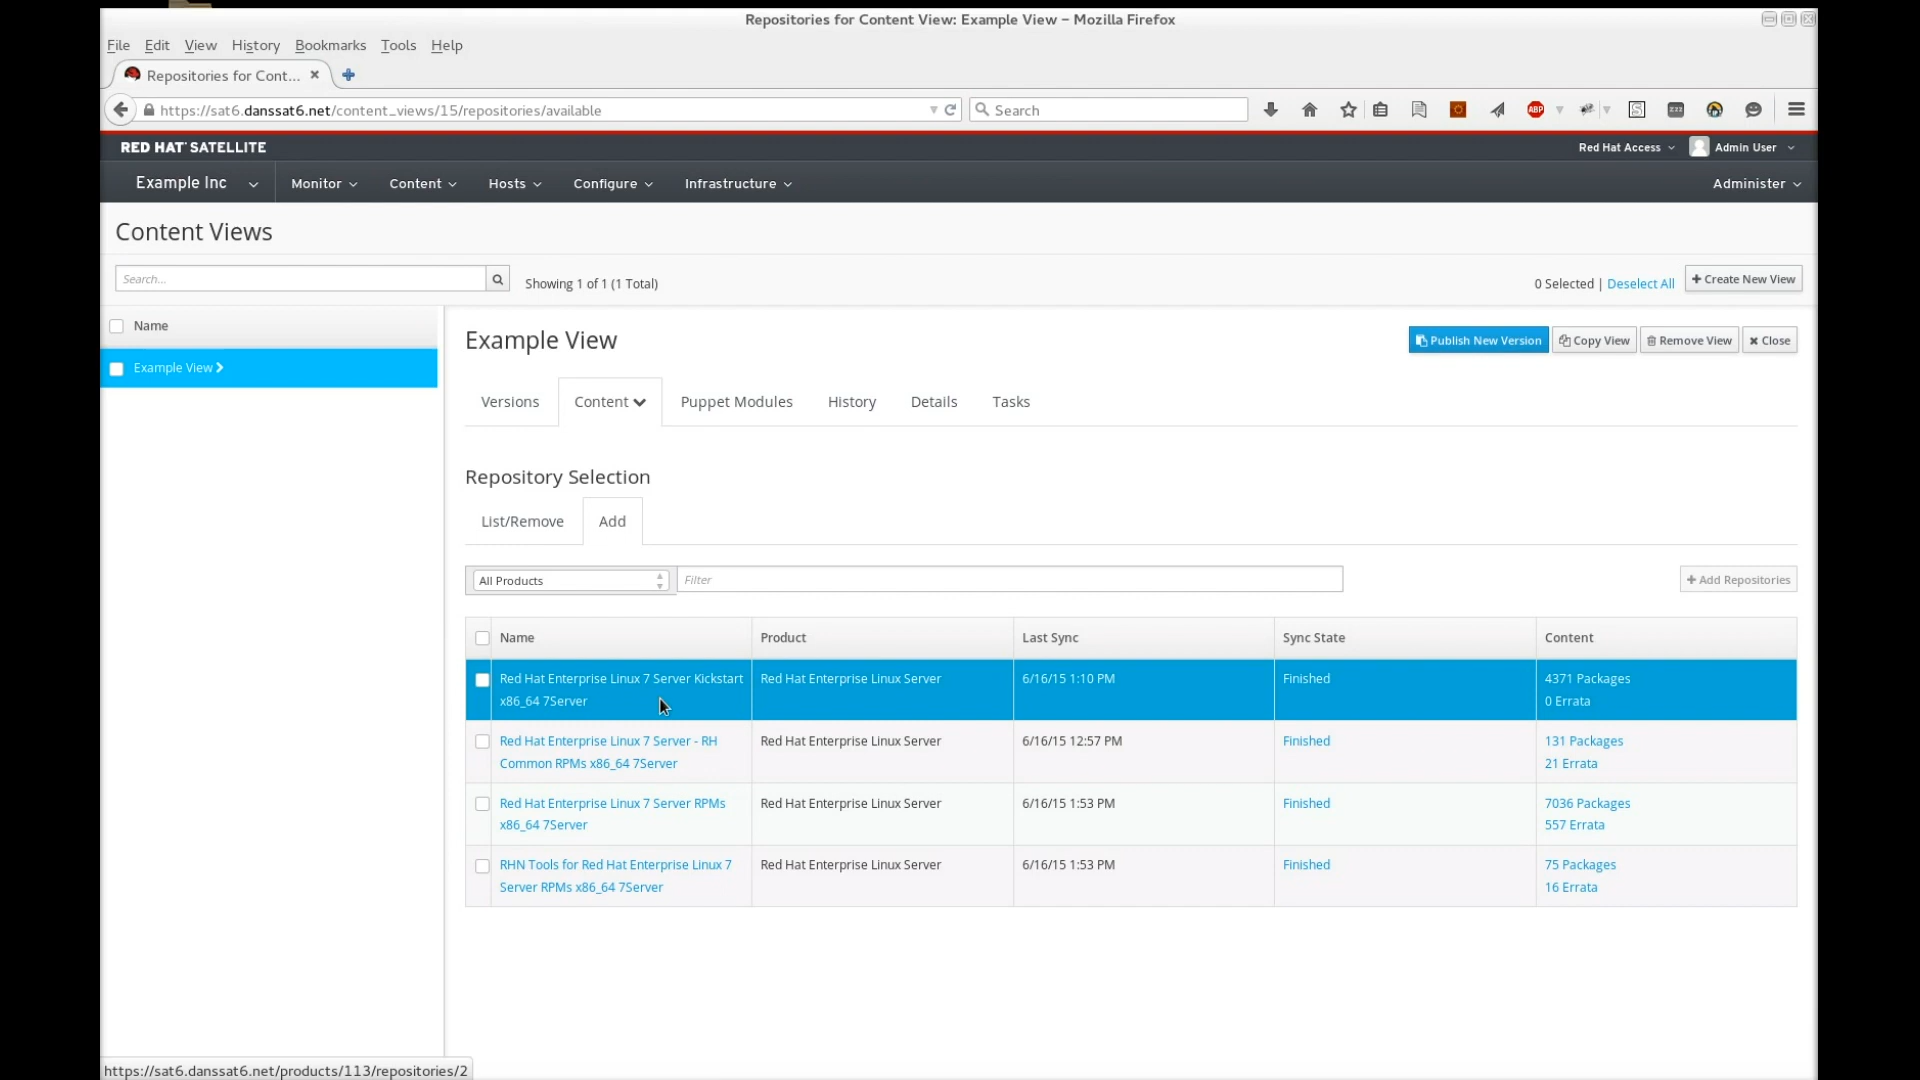 Repositories for Content View: Example View – Mozilla Firefox
File Edit View History Bookmarks Tools Help
Repositories for Cont...
https://sat6.danssat6.net/content_views/15/repositories/available
Search
ABP
S
zzz
RED HAT SATELLITE
Red Hat Access
Admin User
Example Inc
Monitor
Content
Hosts
Configure
Infrastructure
Administer
Content Views
Search...
Showing 1 of 1 (1 Total)
0 Selected | Deselect All
Create New View
Name
Example View
Example View
Publish New Version
Copy View
Remove View
Close
Versions
Content
Puppet Modules
History
Details
Tasks
Repository Selection
List/Remove
Add
All Products
Filter
Add Repositories
Name Product Last Sync Sync State Content
Red Hat Enterprise Linux 7 Server Kickstart Red Hat Enterprise Linux Server 6/16/15 1:10 PM Finished 4371 Packages
x86_64 7Server 0 Errata
Red Hat Enterprise Linux 7 Server - RH Red Hat Enterprise Linux Server 6/16/15 12:57 PM Finished 131 Packages
Common RPMs x86_64 7Server 21 Errata
Red Hat Enterprise Linux 7 Server RPMs Red Hat Enterprise Linux Server 6/16/15 1:53 PM Finished 7036 Packages
x86_64 7Server 557 Errata
RHN Tools for Red Hat Enterprise Linux 7 Red Hat Enterprise Linux Server 6/16/15 1:53 PM Finished 75 Packages
Server RPMs x86_64 7Server 16 Errata
https://sat6.danssat6.net/products/113/repositories/2